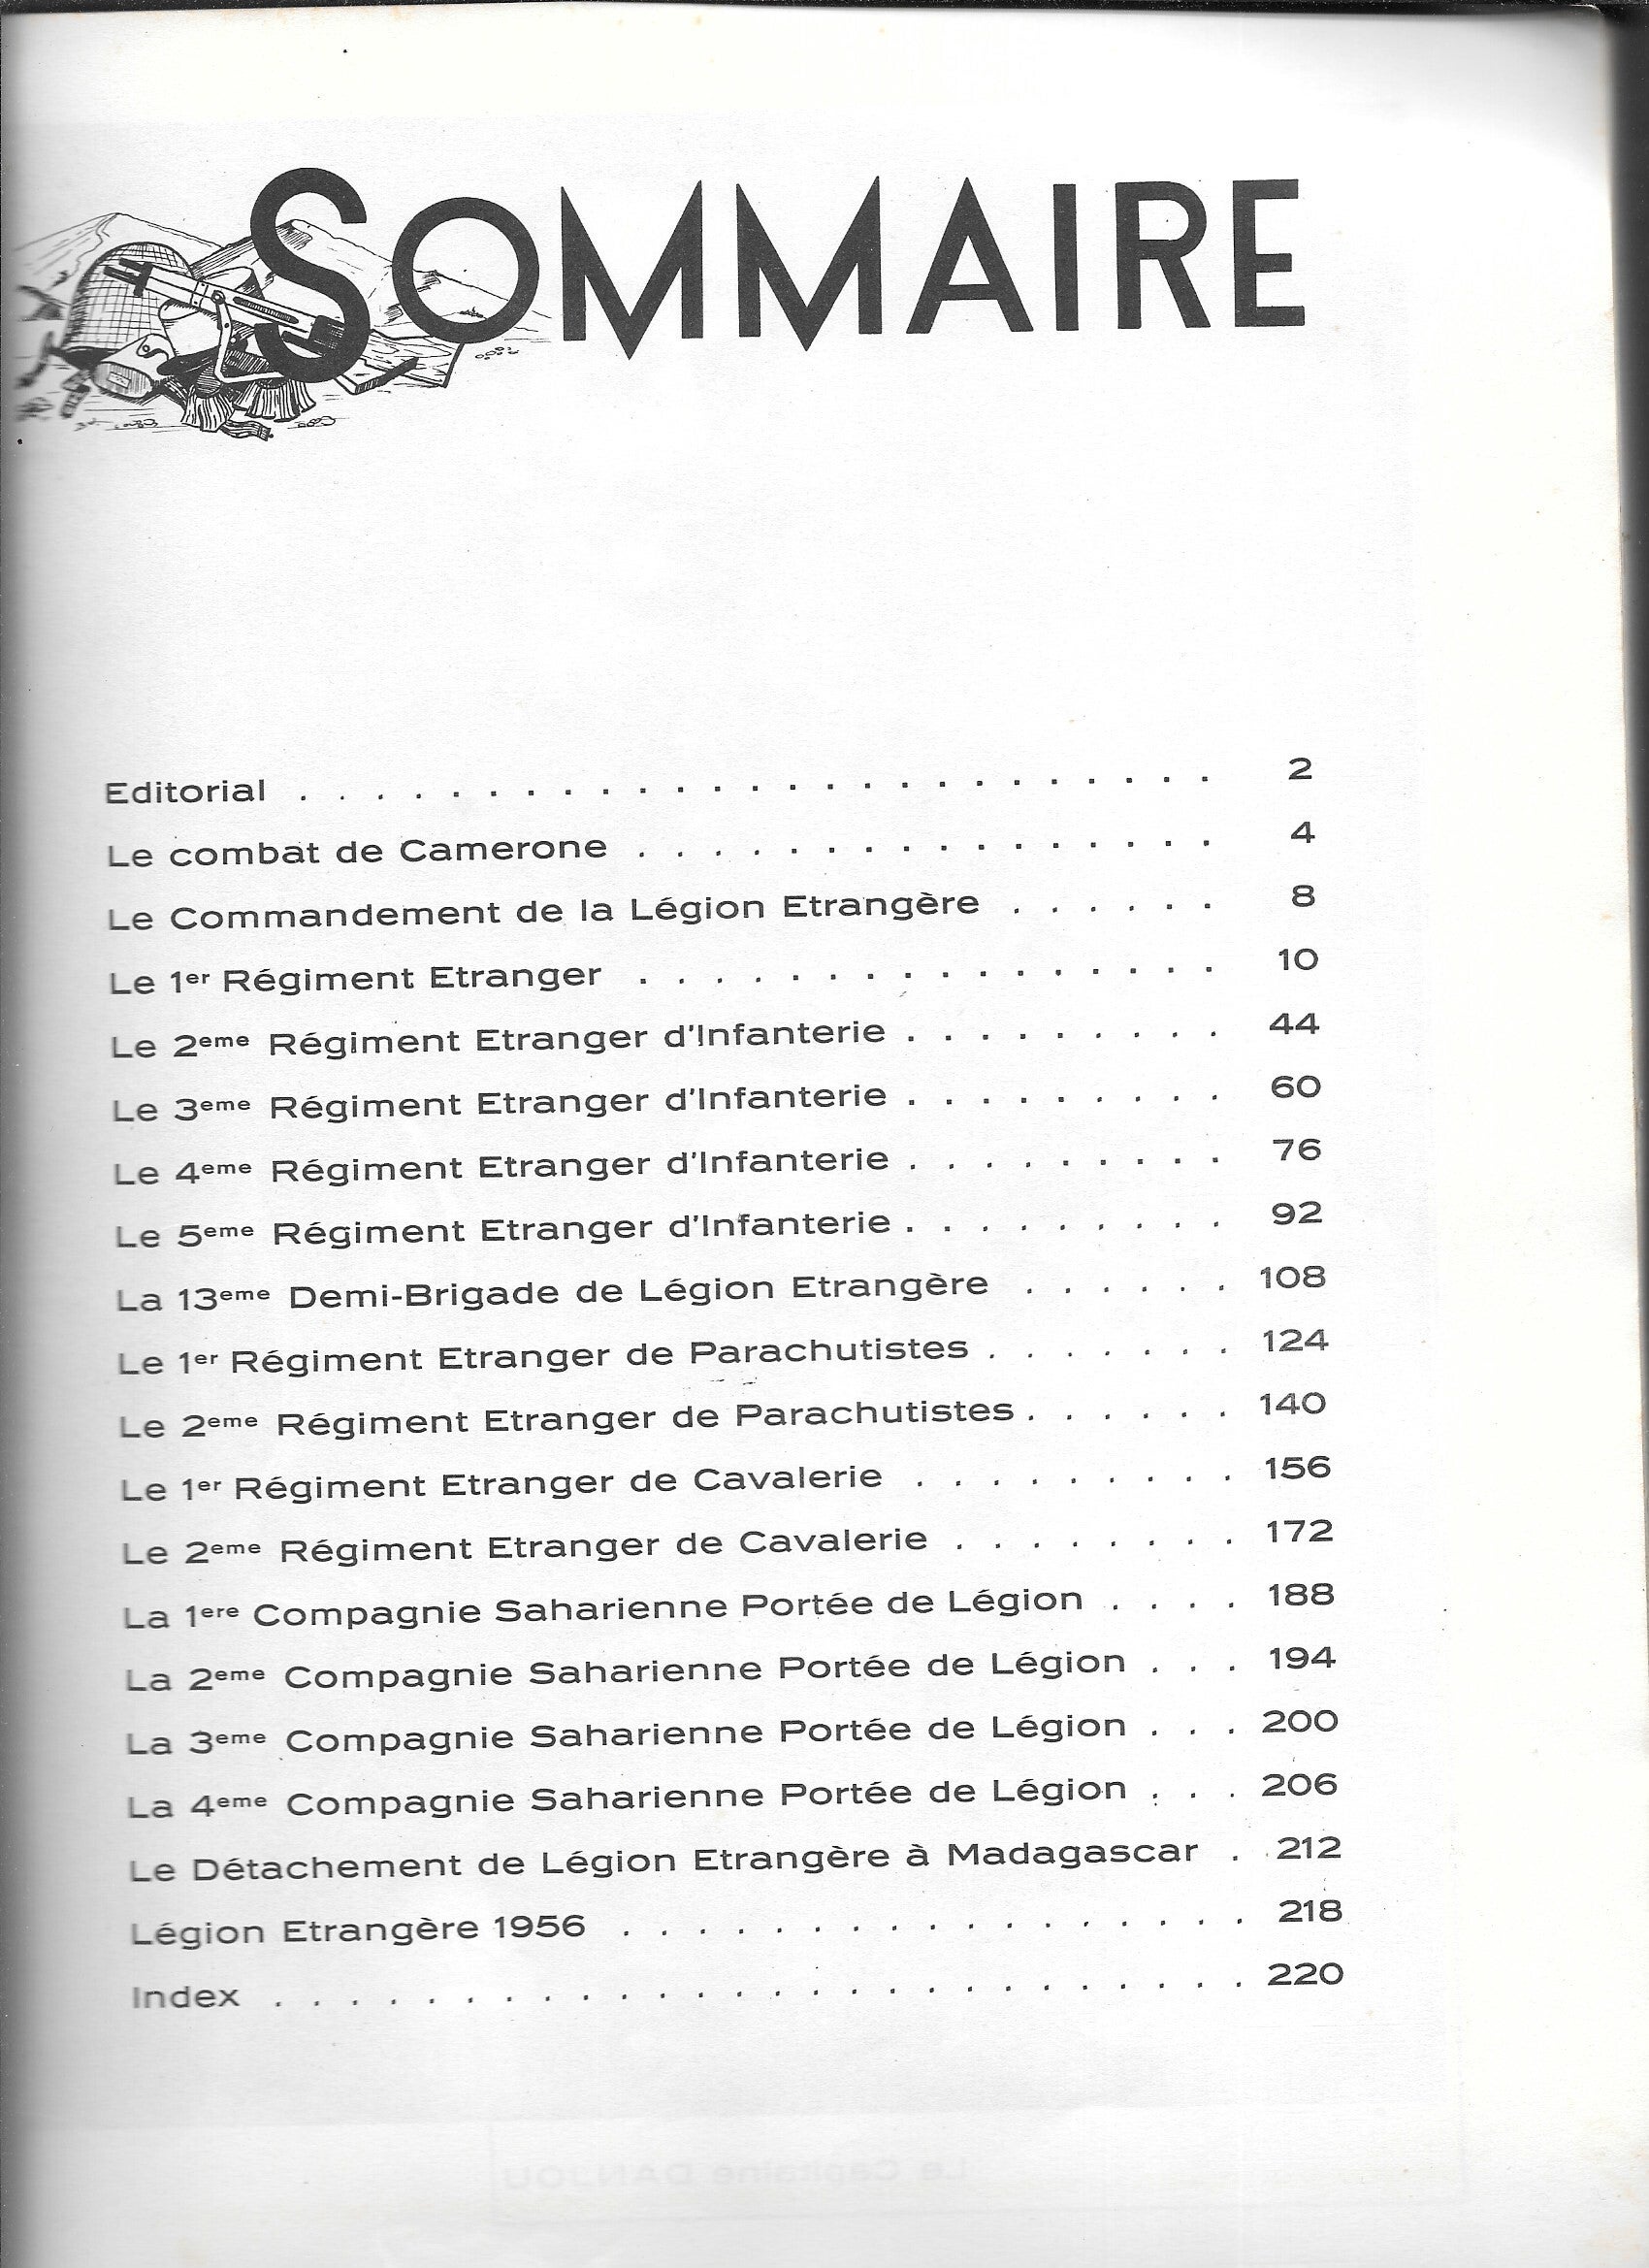 SOMMAIRE
Editorial . . . . . . . . . . . . . . . . . . . . . . . . . 2
Le combat de Camerone . . . . . . . . . . . . . . . . 4
Le Commandement de la Légion Etrangère . . . . . . 8
Le 1er Régiment Etranger . . . . . . . . . . . . . . . . 10
Le 2eme Régiment Etranger d'Infanterie . . . . . . . . . 44
Le 3eme Régiment Etranger d'Infanterie . . . . . . . . . 60
Le 4eme Régiment Etranger d'Infanterie . . . . . . . . . 76
Le 5eme Régiment Etranger d'Infanterie . . . . . . . . . 92
La 13eme Demi-Brigade de Légion Etrangère . . . . . . 108
Le 1er Régiment Etranger de Parachutistes . . . . . . . 124
Le 2eme Régiment Etranger de Parachutistes . . . . . . 140
Le 1er Régiment Etranger de Cavalerie . . . . . . . . . 156
Le 2eme Régiment Etranger de Cavalerie . . . . . . . . 172
La 1ere Compagnie Saharienne Portée de Légion . . . . 188
La 2eme Compagnie Saharienne Portée de Légion . . . 194
La 3eme Compagnie Saharienne Portée de Légion . . . 200
La 4eme Compagnie Saharienne Portée de Légion . . . 206
Le Détachement de Légion Etrangère à Madagascar . . 212
Légion Etrangère 1956 . . . . . . . . . . . . . . . . . 218
Index . . . . . . . . . . . . . . . . . . . . . . . . . . 220
Le Capitaine DANJOU